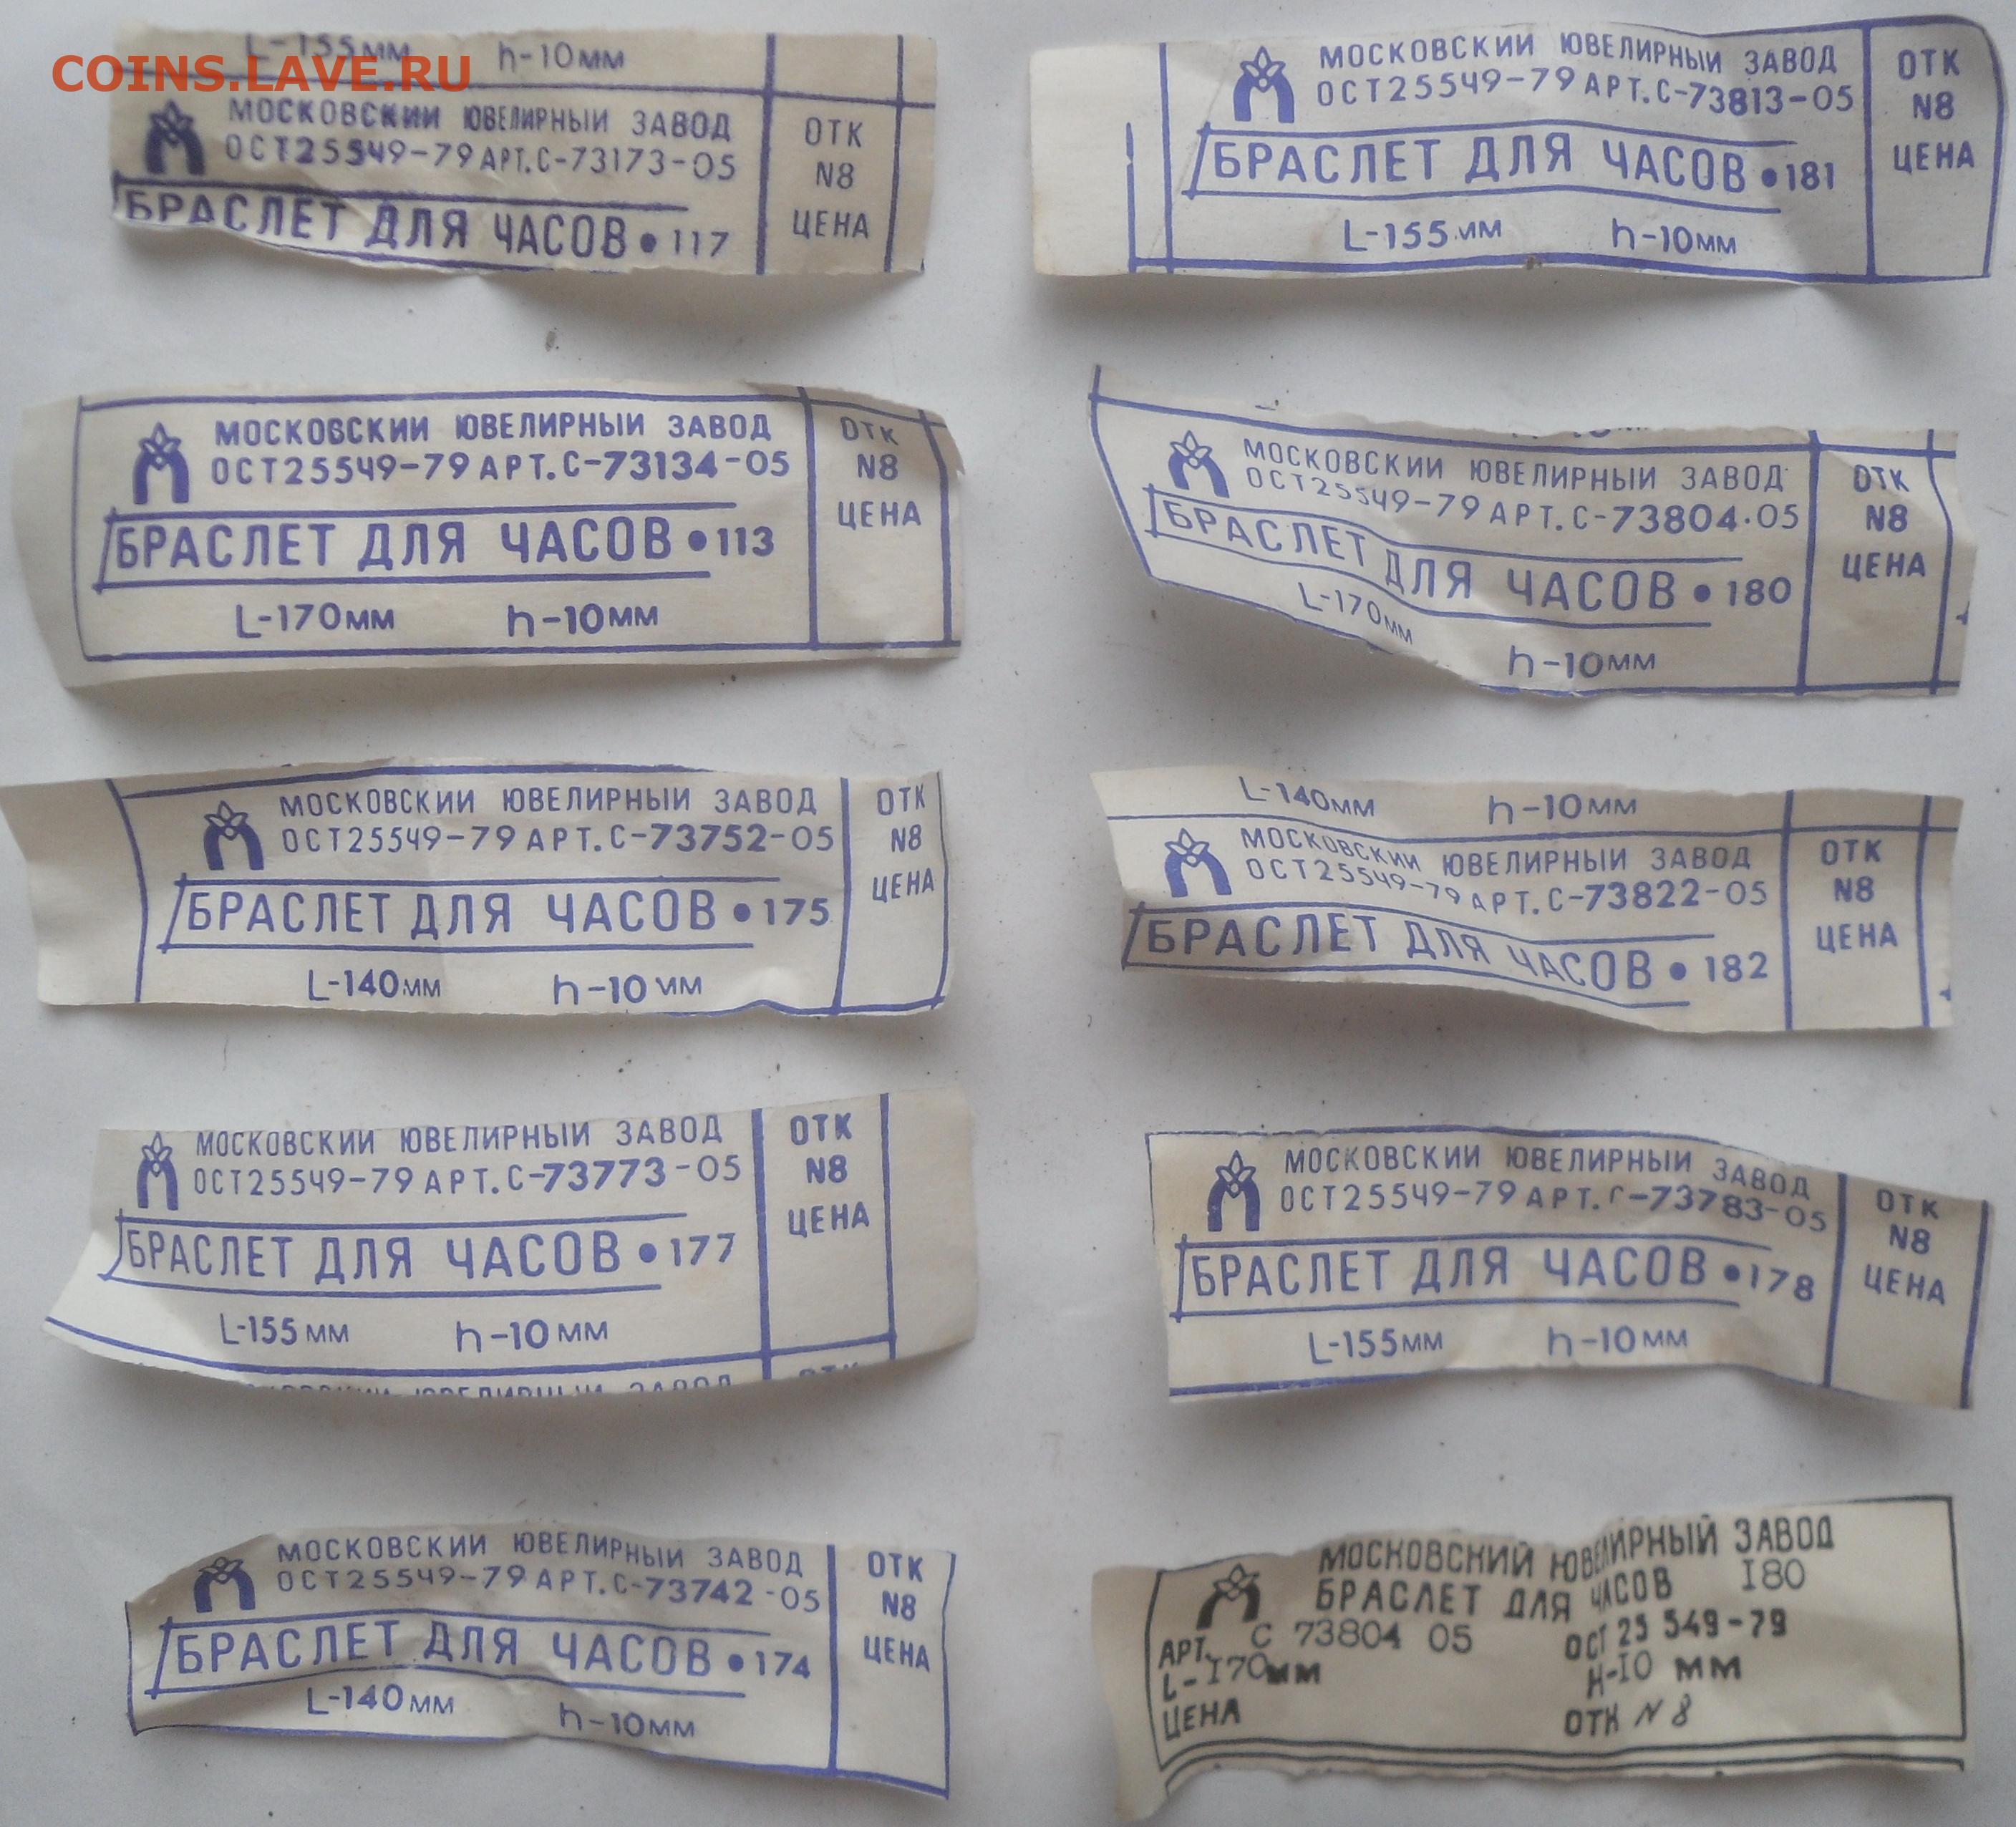 COINS.LAVE.RU
L-155мм h-10мм
МОСКОВСКИЙ ЮВЕЛИРНЫЙ ЗАВОД
ОСТ25549-79 АРТ.С-73173-05
БРАСЛЕТ ДЛЯ ЧАСОВ•117
ОТК
N8
ЦЕНА
МОСКОВСКИЙ ЮВЕЛИРНЫЙ ЗАВОД
ОСТ25549-79 АРТ.С-73813-05
БРАСЛЕТ ДЛЯ ЧАСОВ•181
L-155мм h-10мм
ОТК
N8
ЦЕНА
МОСКОВСКИЙ ЮВЕЛИРНЫЙ ЗАВОД
ОСТ25549-79 АРТ.С-73134-05
БРАСЛЕТ ДЛЯ ЧАСОВ•113
L-170мм h-10мм
ОТК
N8
ЦЕНА
МОСКОВСКИЙ ЮВЕЛИРНЫЙ ЗАВОД
ОСТ25549-79 АРТ.С-73804·05
БРАСЛЕТ ДЛЯ ЧАСОВ•180
L-170мм h-10мм
ОТК
N8
ЦЕНА
МОСКОВСКИЙ ЮВЕЛИРНЫЙ ЗАВОД
ОСТ25549-79 АРТ.С-73752-05
БРАСЛЕТ ДЛЯ ЧАСОВ•175
L-140мм h-10мм
ОТК
N8
ЦЕНА
L-140мм h-10мм
МОСКОВСКИЙ ЮВЕЛИРНЫЙ ЗАВОД
ОСТ25549-79 АРТ.С-73822-05
БРАСЛЕТ ДЛЯ ЧАСОВ•182
ОТК
N8
ЦЕНА
МОСКОВСКИЙ ЮВЕЛИРНЫЙ ЗАВОД
ОСТ25549-79 АРТ.С-73773-05
БРАСЛЕТ ДЛЯ ЧАСОВ•177
L-155мм h-10мм
ОТК
N8
ЦЕНА
МОСКОВСКИЙ ЮВЕЛИРНЫЙ ЗАВОД
ОСТ25549-79 АРТ.С-73783-05
БРАСЛЕТ ДЛЯ ЧАСОВ•178
L-155мм h-10мм
ОТК
N8
ЦЕНА
МОСКОВСКИЙ ЮВЕЛИРНЫЙ ЗАВОД
ОСТ25549-79 АРТ.С-73742-05
БРАСЛЕТ ДЛЯ ЧАСОВ•174
L-140мм h-10мм
ОТК
N8
ЦЕНА
МОСКОВСКИЙ ЮВЕЛИРНЫЙ ЗАВОД
БРАСЛЕТ ДЛЯ ЧАСОВ I80
АРТ. С 73804 05 ОСТ 25 549-79
L-I70мм Н-I0 мм
ЦЕНА ОТК N 8